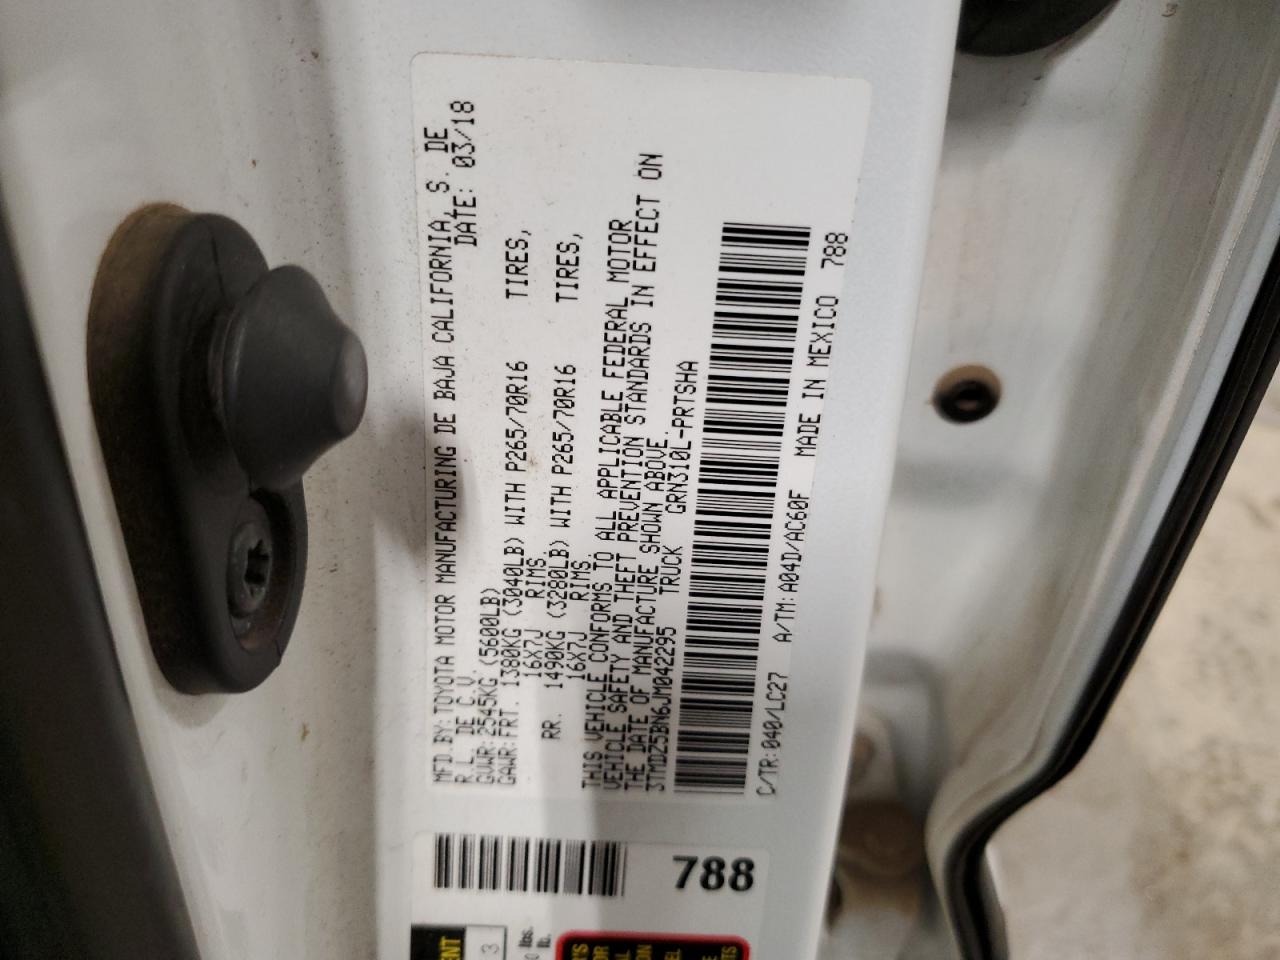 MFD.BY:TOYOTA MOTOR MANUFACTURING DE BAJA CALIFORNIA, S. DE
R.L. DE C.V. DATE: 03/18
GVWR:2545KG (5600LB)
GAWR:FRT. 1380KG (3040LB) WITH P265/70R16 TIRES,
16X7J RIMS.
RR. 1490KG (3280LB) WITH P265/70R16 TIRES,
16X7J RIMS.
THIS VEHICLE CONFORMS TO ALL APPLICABLE FEDERAL MOTOR
VEHICLE SAFETY AND THEFT PREVENTION STANDARDS IN EFFECT ON
THE DATE OF MANUFACTURE SHOWN ABOVE.
3TMDZ5BN6JM042295 TRUCK GRN310L-PRTSHA
C/TR:040/LC27 A/TM:A04D/AC60F MADE IN MEXICO 788
788
ENT
3
lbs.
lb.